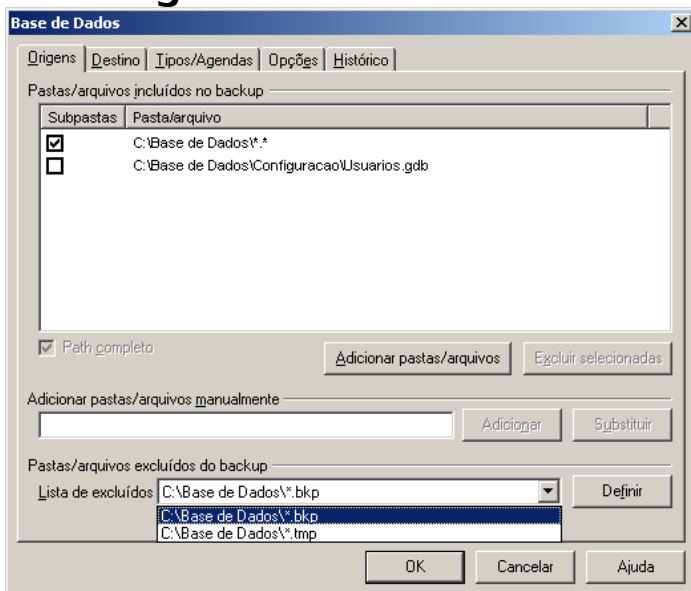 Base de Dados
Origens Destino Tipos/Agendas Opções Histórico
Pastas/arquivos incluídos no backup
Subpastas Pasta/arquivo
C:\Base de Dados\*.*
C:\Base de Dados\Configuracao\Usuarios.gdb
Path completo
Adicionar pastas/arquivos Excluir selecionadas
Adicionar pastas/arquivos manualmente
Adicionar Substituir
Pastas/arquivos excluídos do backup
Lista de excluídos C:\Base de Dados\*.bkp Definir
C:\Base de Dados\*.bkp
C:\Base de Dados\*.tmp
OK Cancelar Ajuda